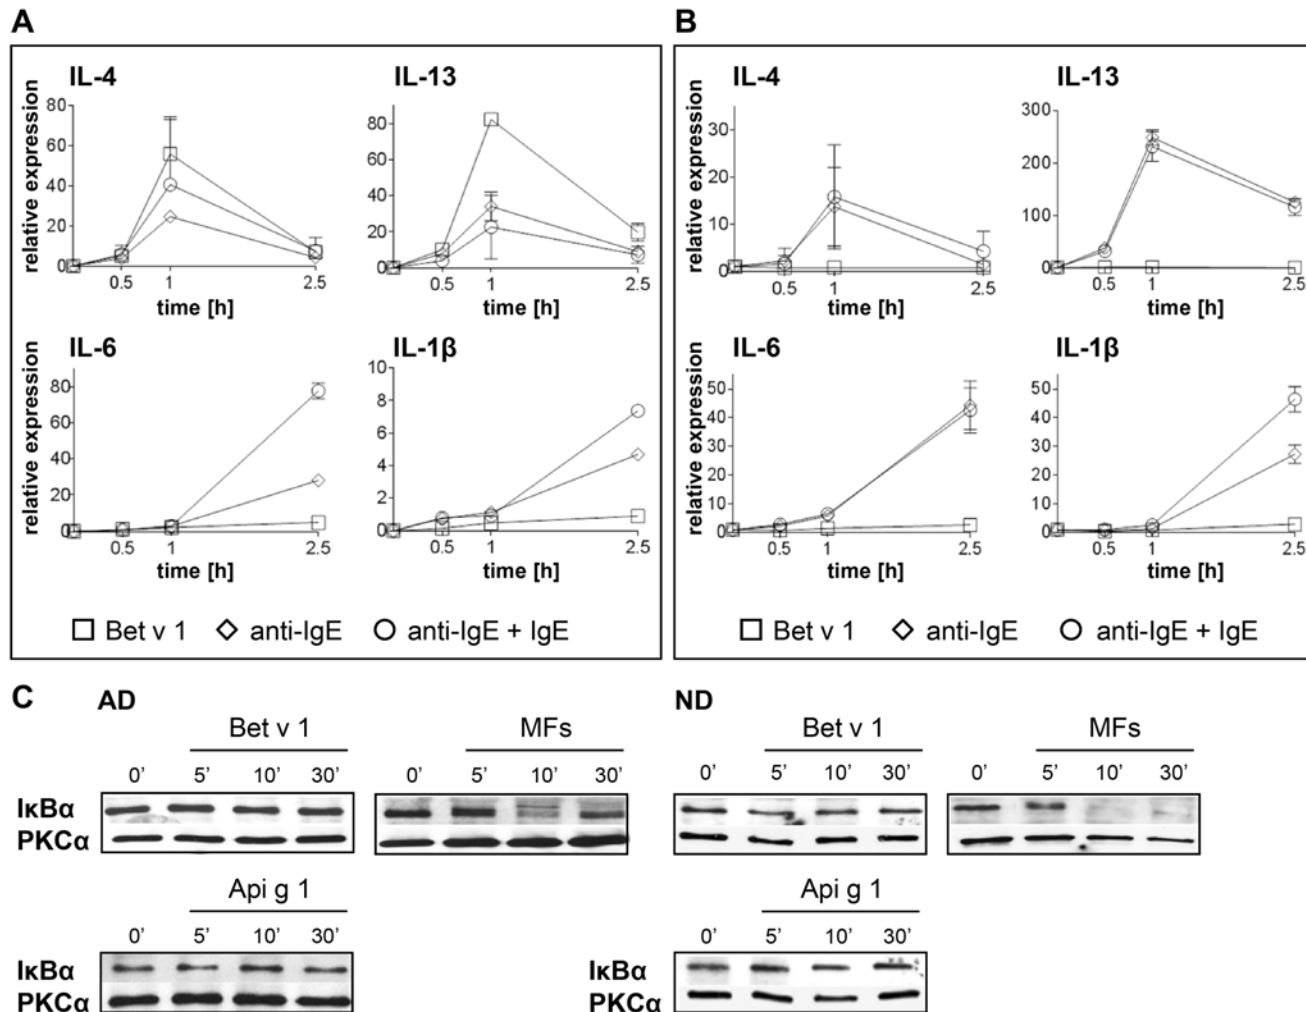 A
IL-4
IL-13
relative expression
80
60
40
20
0
0.5 1 2.5
time [h]
80
60
40
20
0
0.5 1 2.5
time [h]
IL-6
IL-1β
relative expression
80
60
40
20
0
0.5 1 2.5
time [h]
8
6
4
2
1
0
0.5 1 2.5
time [h]
Bet v 1 anti-IgE anti-IgE + IgE
B
IL-4
IL-13
relative expression
30
20
10
0
0.5 1 2.5
time [h]
300
200
100
0
0.5 1 2.5
time [h]
IL-6
IL-1β
relative expression
50
40
30
20
10
0
0.5 1 2.5
time [h]
50
40
30
20
10
0
0.5 1 2.5
time [h]
Bet v 1 anti-IgE anti-IgE + IgE
C AD
Bet v 1 MFs
0' 5' 10' 30' 0' 5' 10' 30'
IκBα
PKCα
Api g 1
0' 5' 10' 30'
IκBα
PKCα
ND
Bet v 1 MFs
0' 5' 10' 30' 0' 5' 10' 30'
Api g 1
0' 5' 10' 30'
IκBα
PKCα